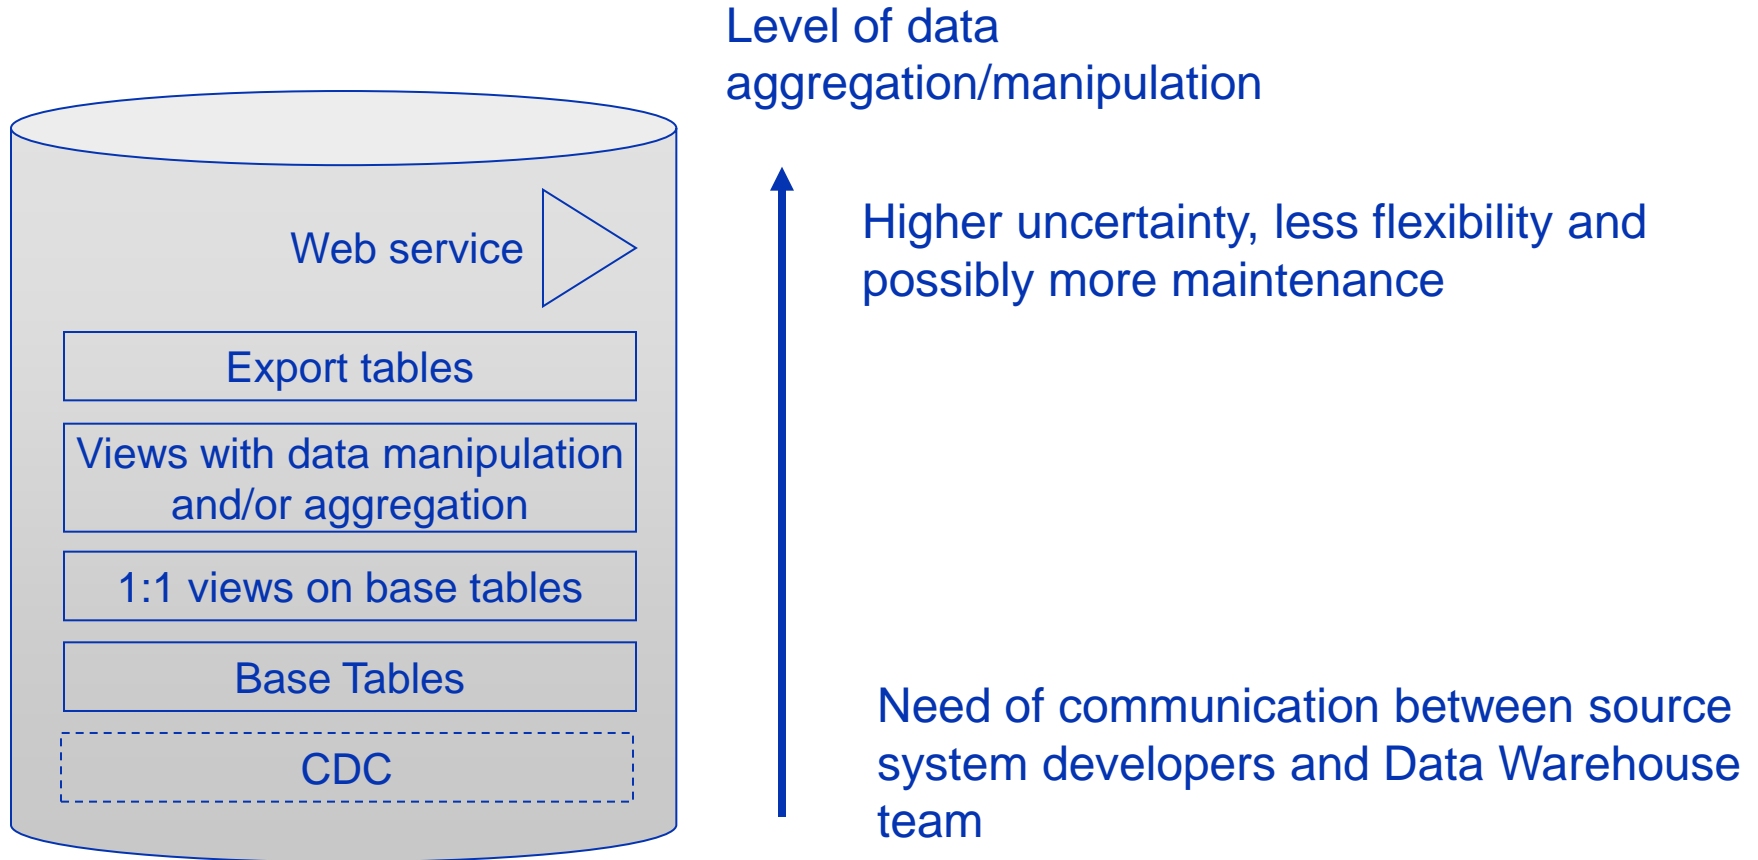 Level of data
aggregation/manipulation
Web service
Higher uncertainty, less flexibility and
possibly more maintenance
Export tables
Views with data manipulation
and/or aggregation
1:1 views on base tables
Base Tables
CDC
Need of communication between source
system developers and Data Warehouse
team